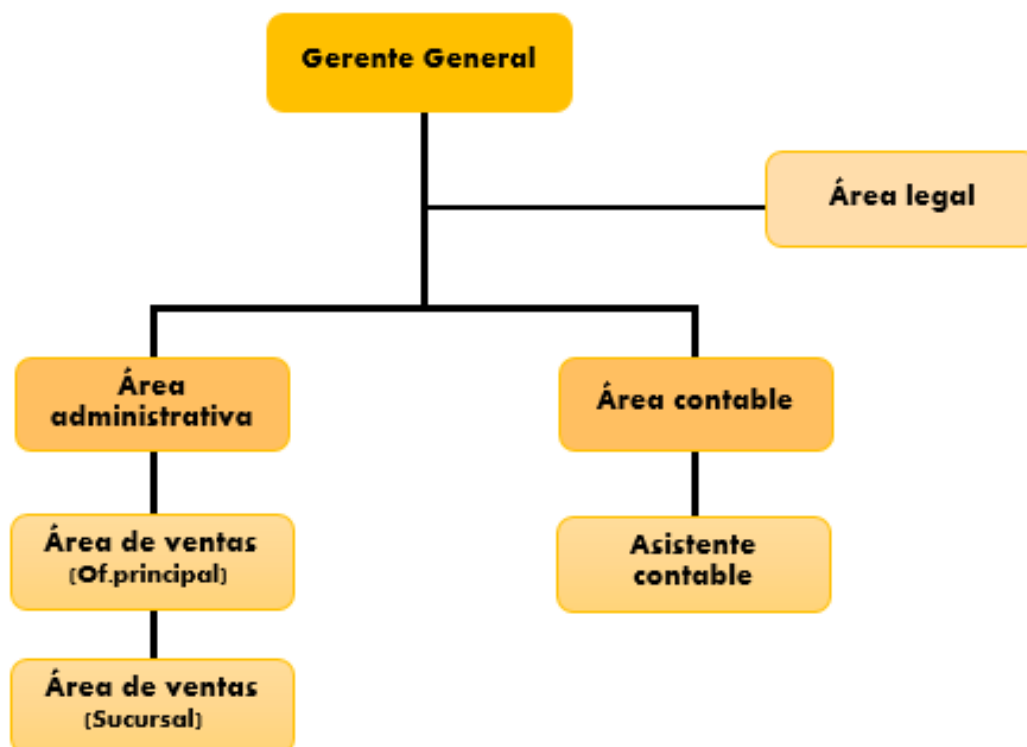 Gerente General
Área legal
Área
administrativa
Área contable
Área de ventas
(Of.principal)
Asistente
contable
Área de ventas
(Sucursal)